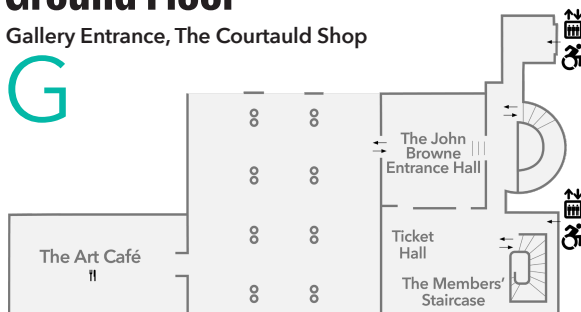 Ground Floor
Gallery Entrance, The Courtauld Shop
G
The John
Browne
Entrance Hall
Ticket
Hall
The Art Café
The Members'
Staircase